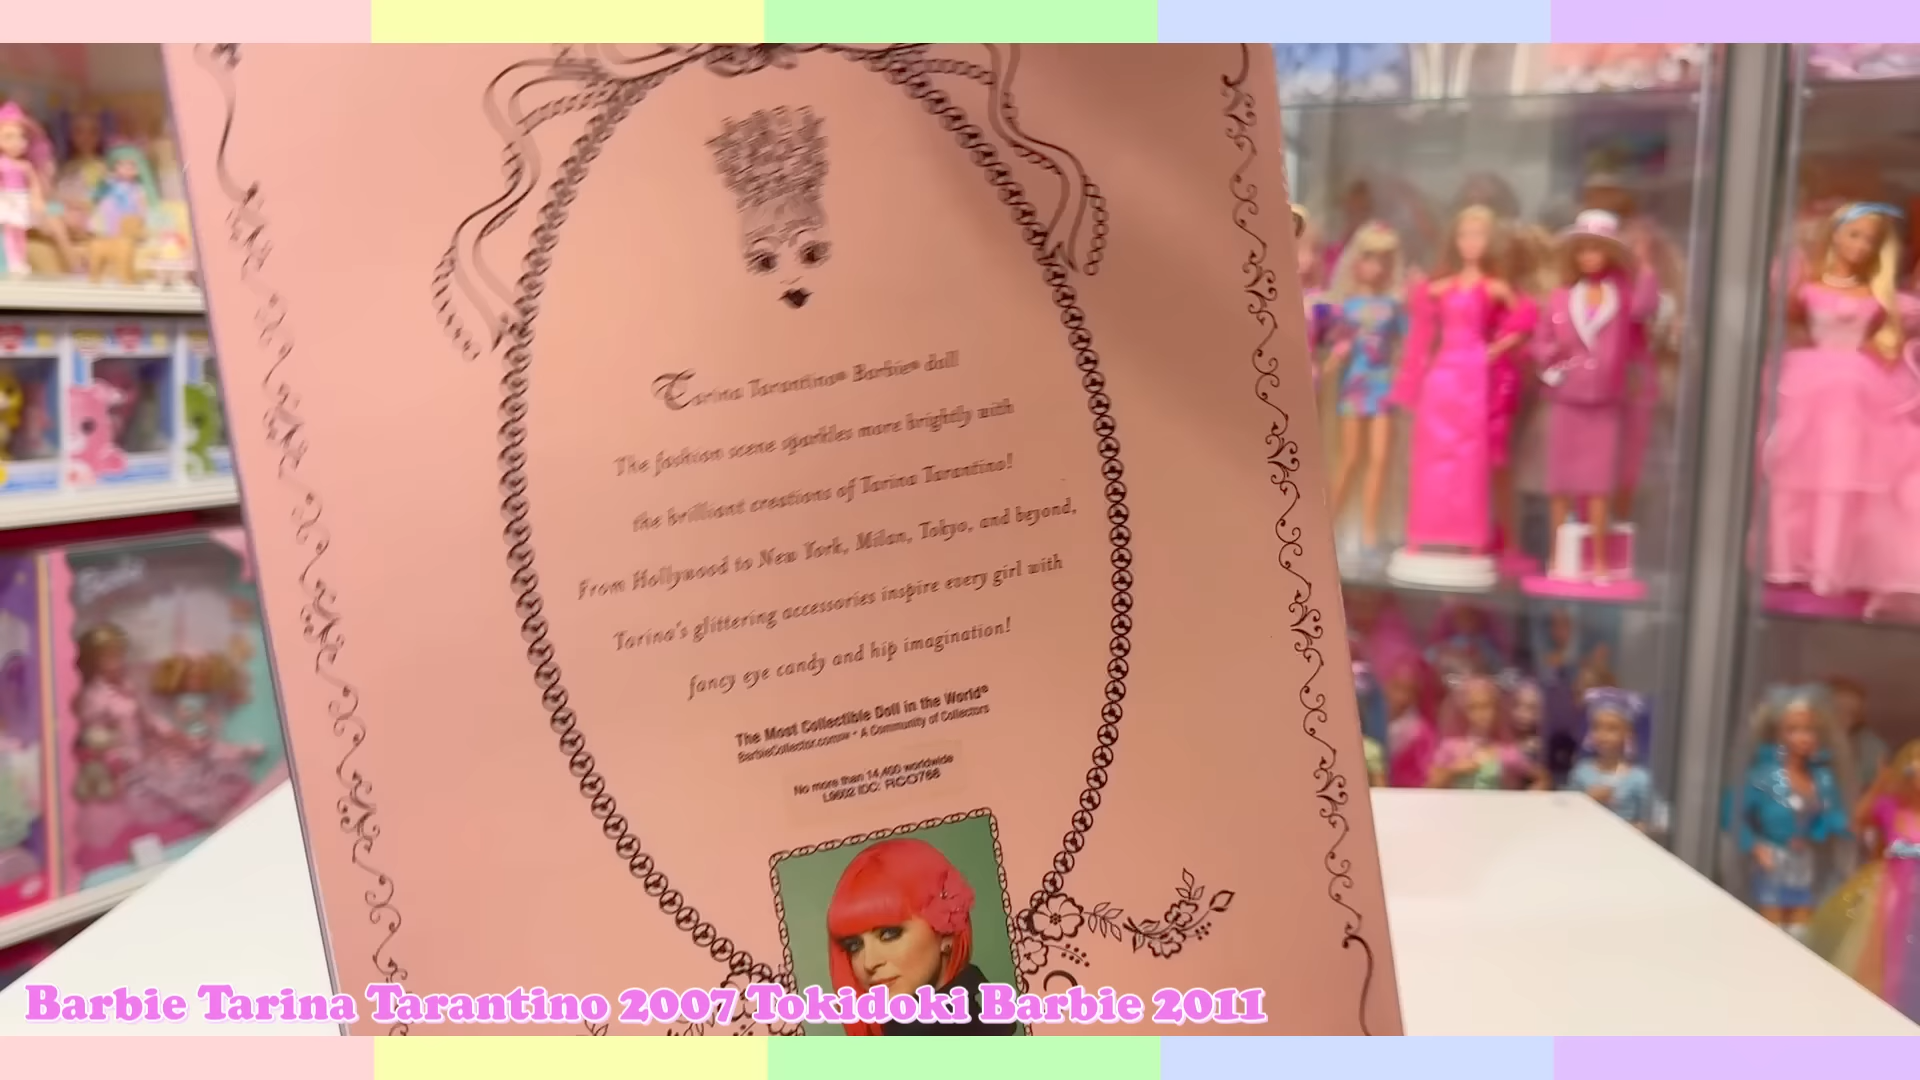 Tarina Tarantino® Barbie® doll
The fashion scene sparkles more brightly with
the brilliant creations of Tarina Tarantino!
From Hollywood to New York, Milan, Tokyo, and beyond,
Tarina's glittering accessories inspire every girl with
fancy eye candy and hip imagination!
The Most Collectible Doll in the World®
BarbieCollector.com℠ • A Community of Collectors
No more than 14,400 worldwide
L9602 IDC:
Barbie Tarina Tarantino 2007 Tokidoki Barbie 2011